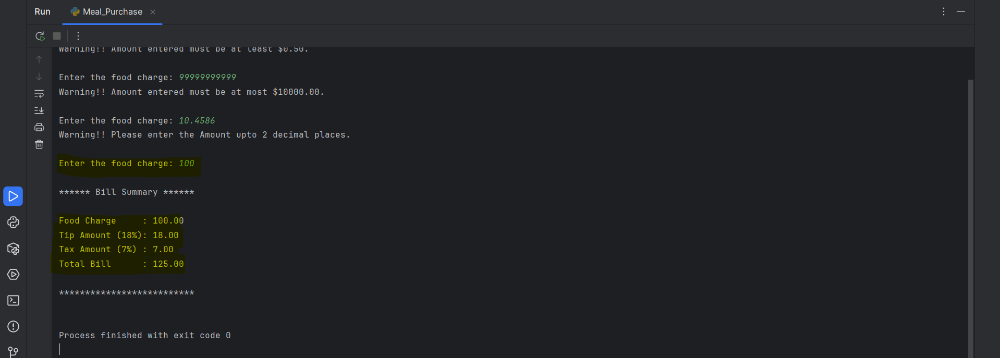 Run Meal_Purchase
Warning!! Amount entered must be at least $0.50.
Enter the food charge: 99999999999
Warning!! Amount entered must be at most $10000.00.
Enter the food charge: 10.4586
Warning!! Please enter the Amount upto 2 decimal places.
Enter the food charge: 100
****** Bill Summary ******
Food Charge     : 100.00
Tip Amount (18%): 18.00
Tax Amount (7%) : 7.00
Total Bill      : 125.00
**************************
Process finished with exit code 0